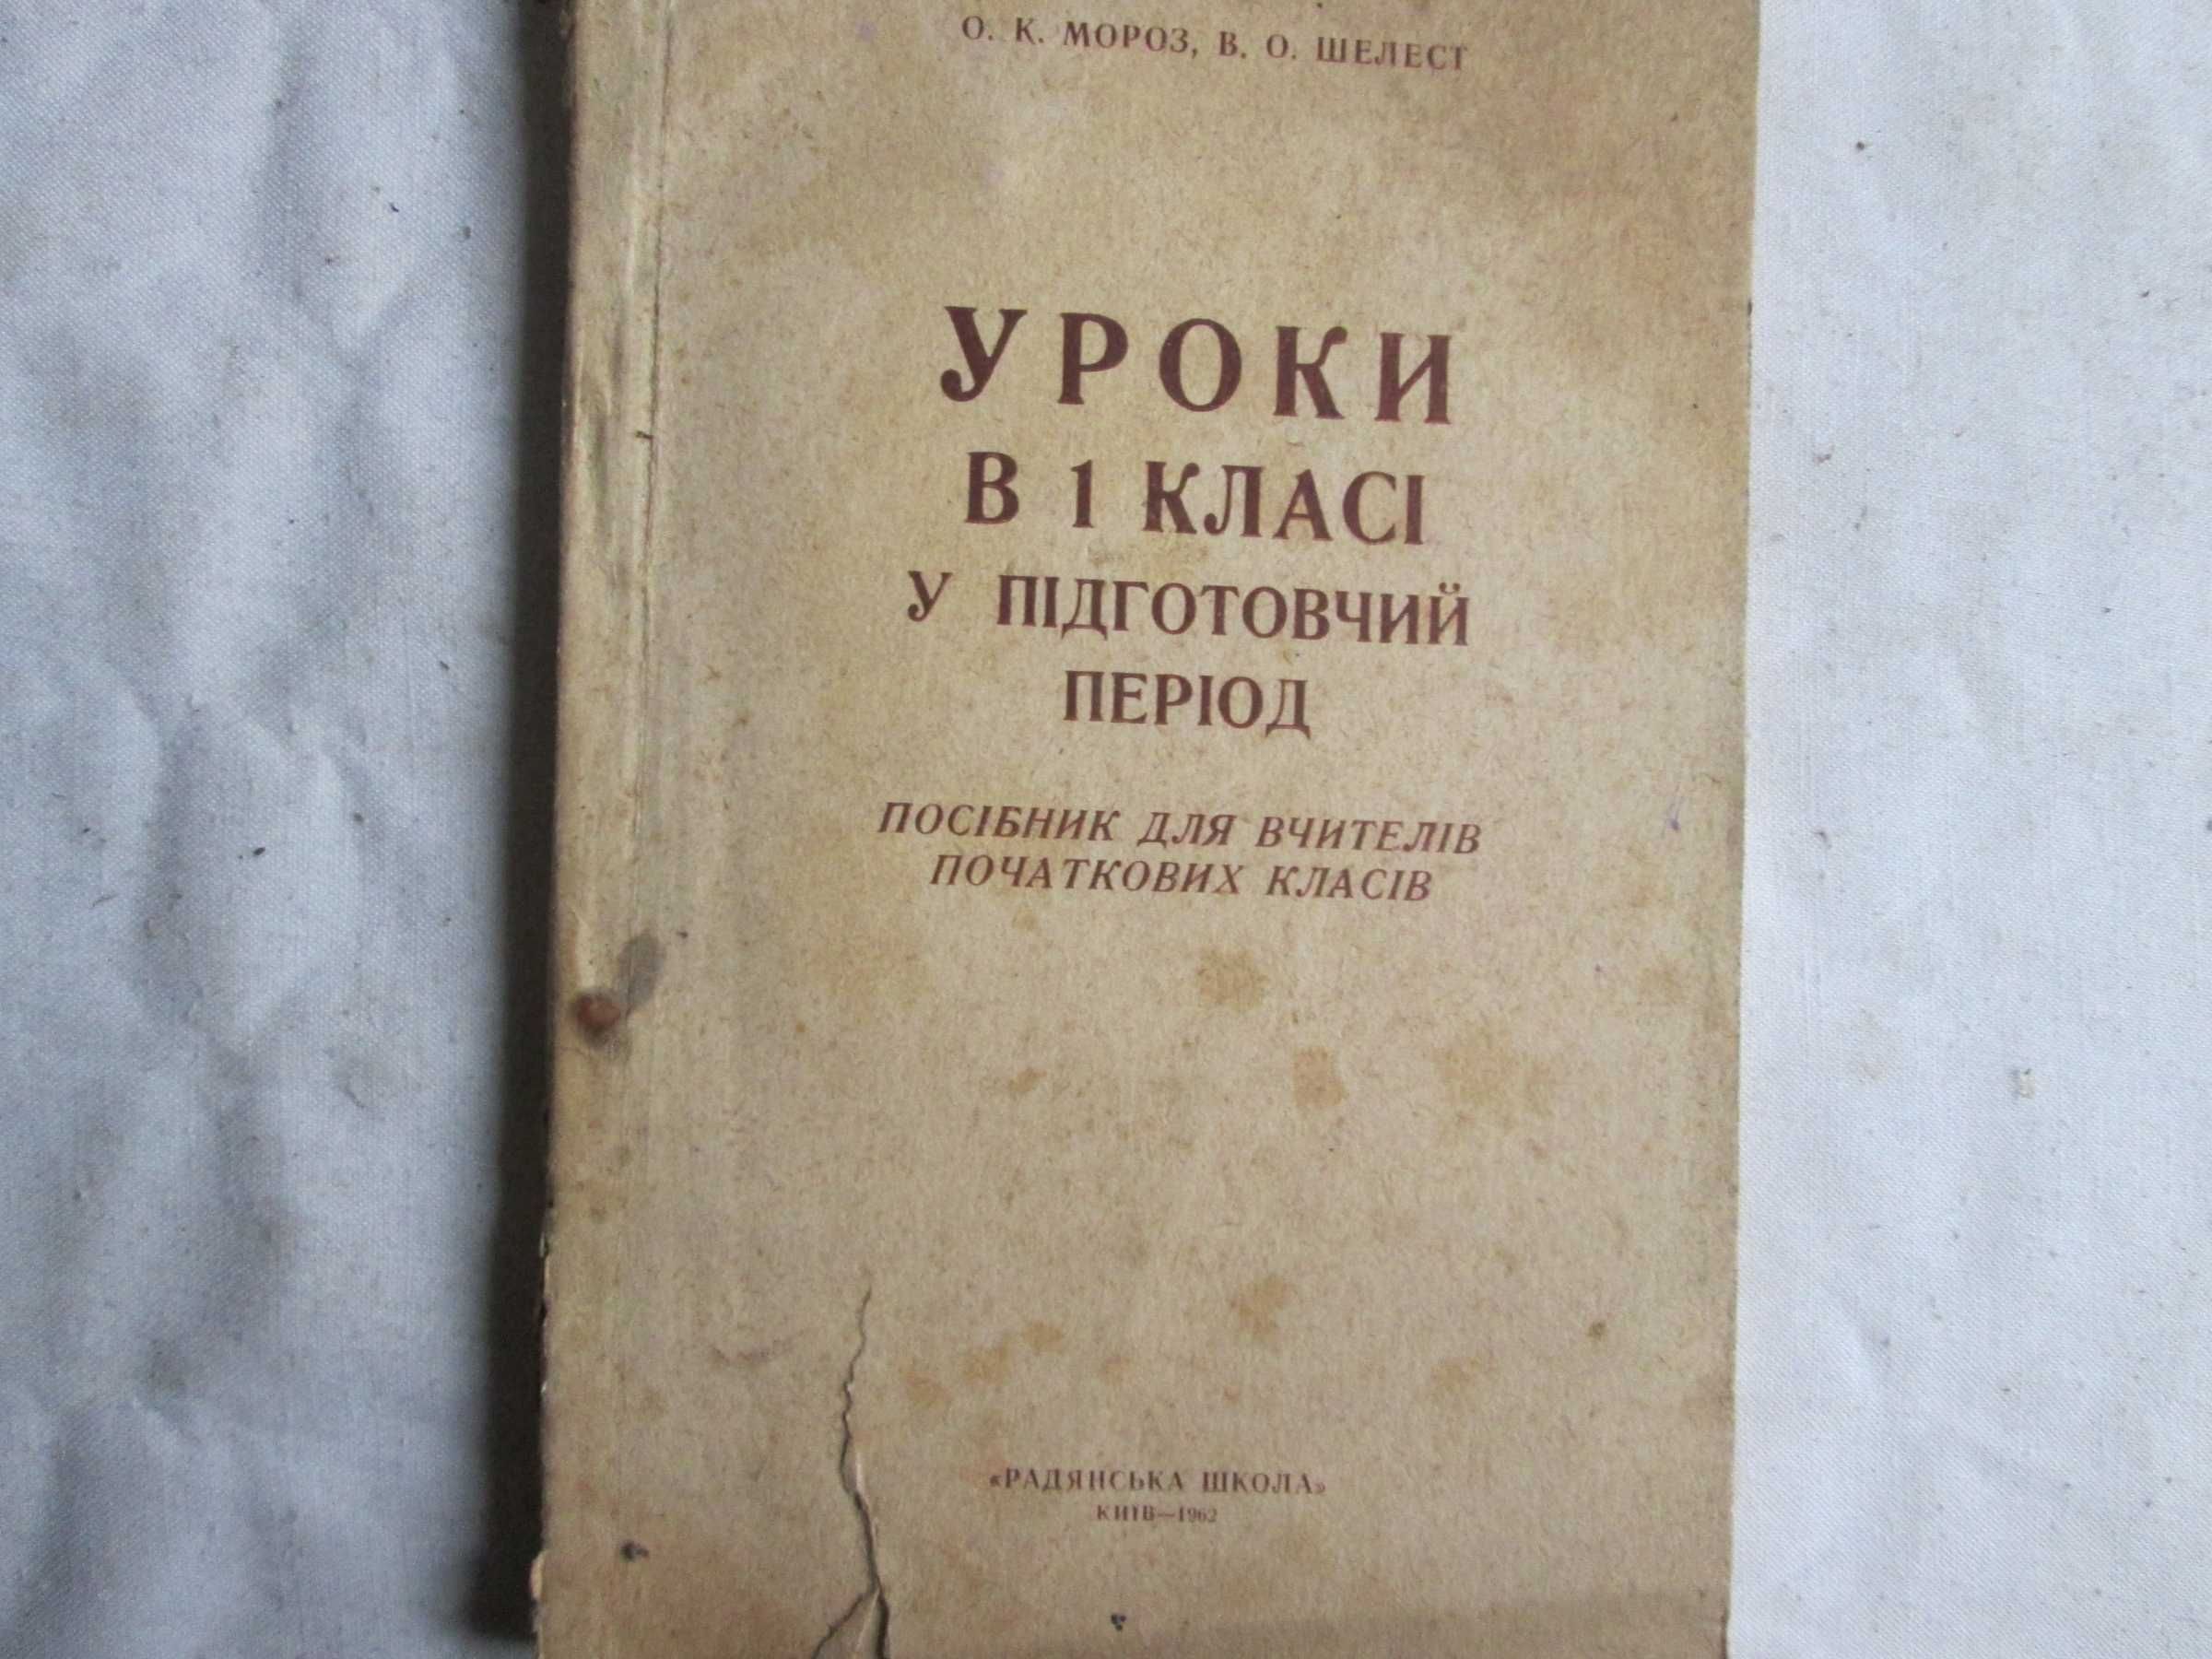 О. К. МОРОЗ, В. О. ШЕЛЕСТ
УРОКИ
В 1 КЛАСІ
У ПІДГОТОВЧИЙ
ПЕРІОД
ПОСІБНИК ДЛЯ ВЧИТЕЛІВ
ПОЧАТКОВИХ КЛАСІВ
«РАДЯНСЬКА ШКОЛА»
КИЇВ—1962